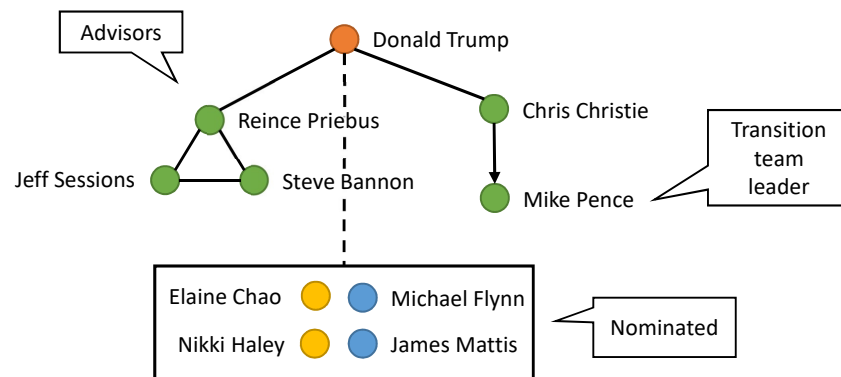 Advisors
Donald Trump
Reince Priebus
Chris Christie
Transition
team
leader
Jeff Sessions
Steve Bannon
Mike Pence
Elaine Chao
Michael Flynn
Nikki Haley
James Mattis
Nominated